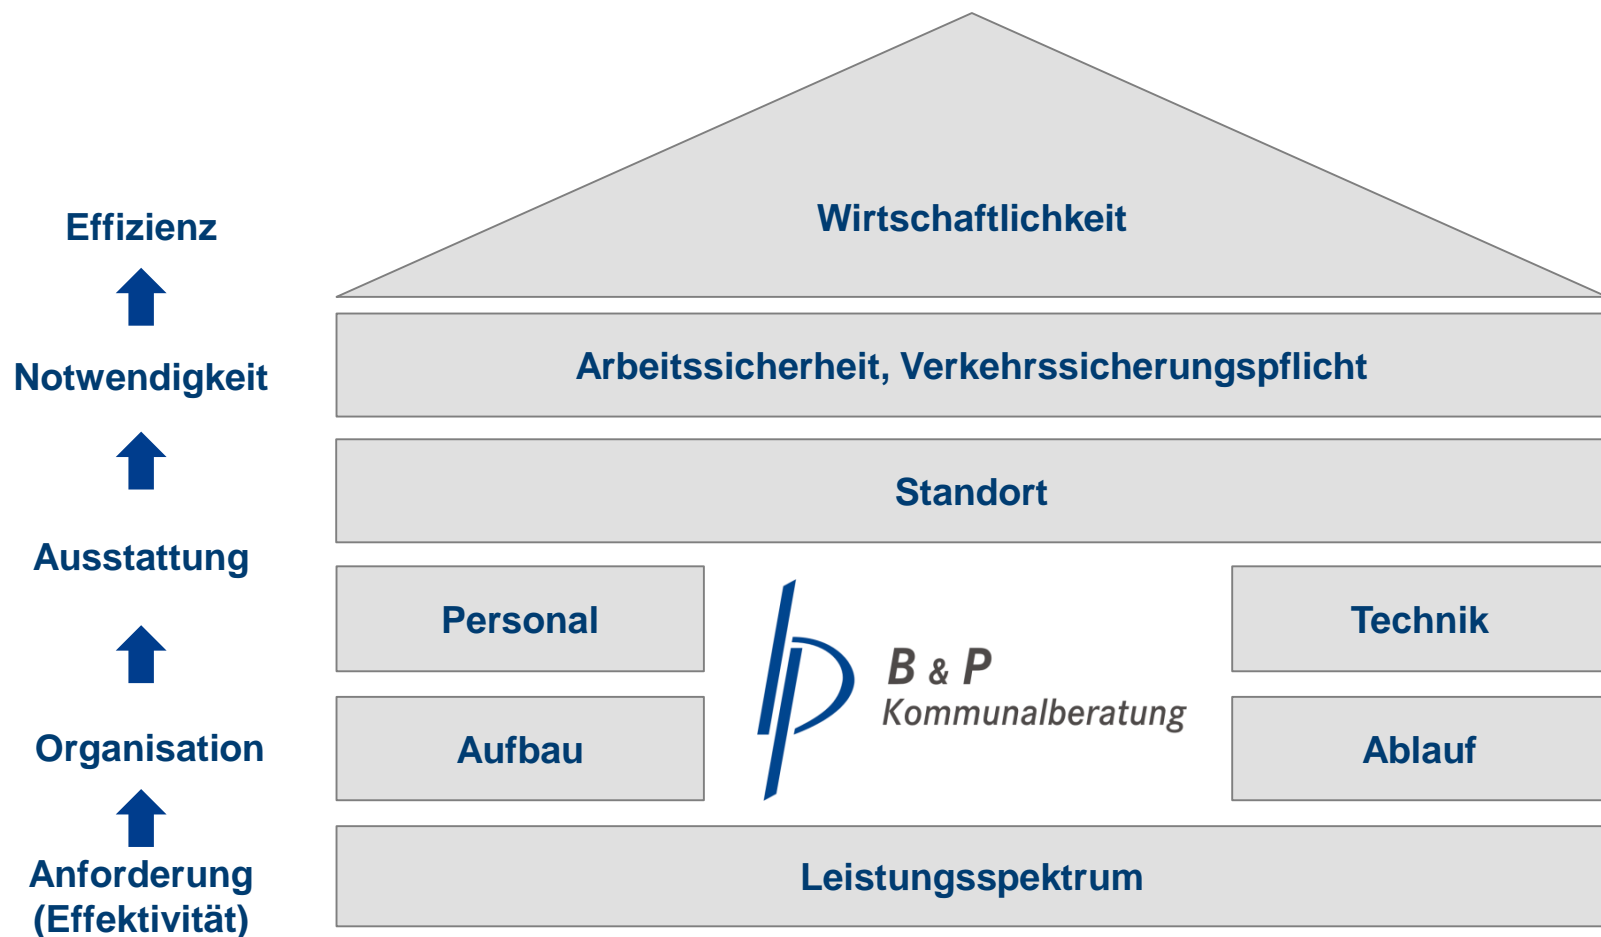 Wirtschaftlichkeit
Effizienz
Notwendigkeit
Arbeitssicherheit, Verkehrssicherungspflicht
Standort
Ausstattung
Personal
Technik
B & P
Kommunalberatung
Organisation
Aufbau
Ablauf
Anforderung
(Effektivität)
Leistungsspektrum